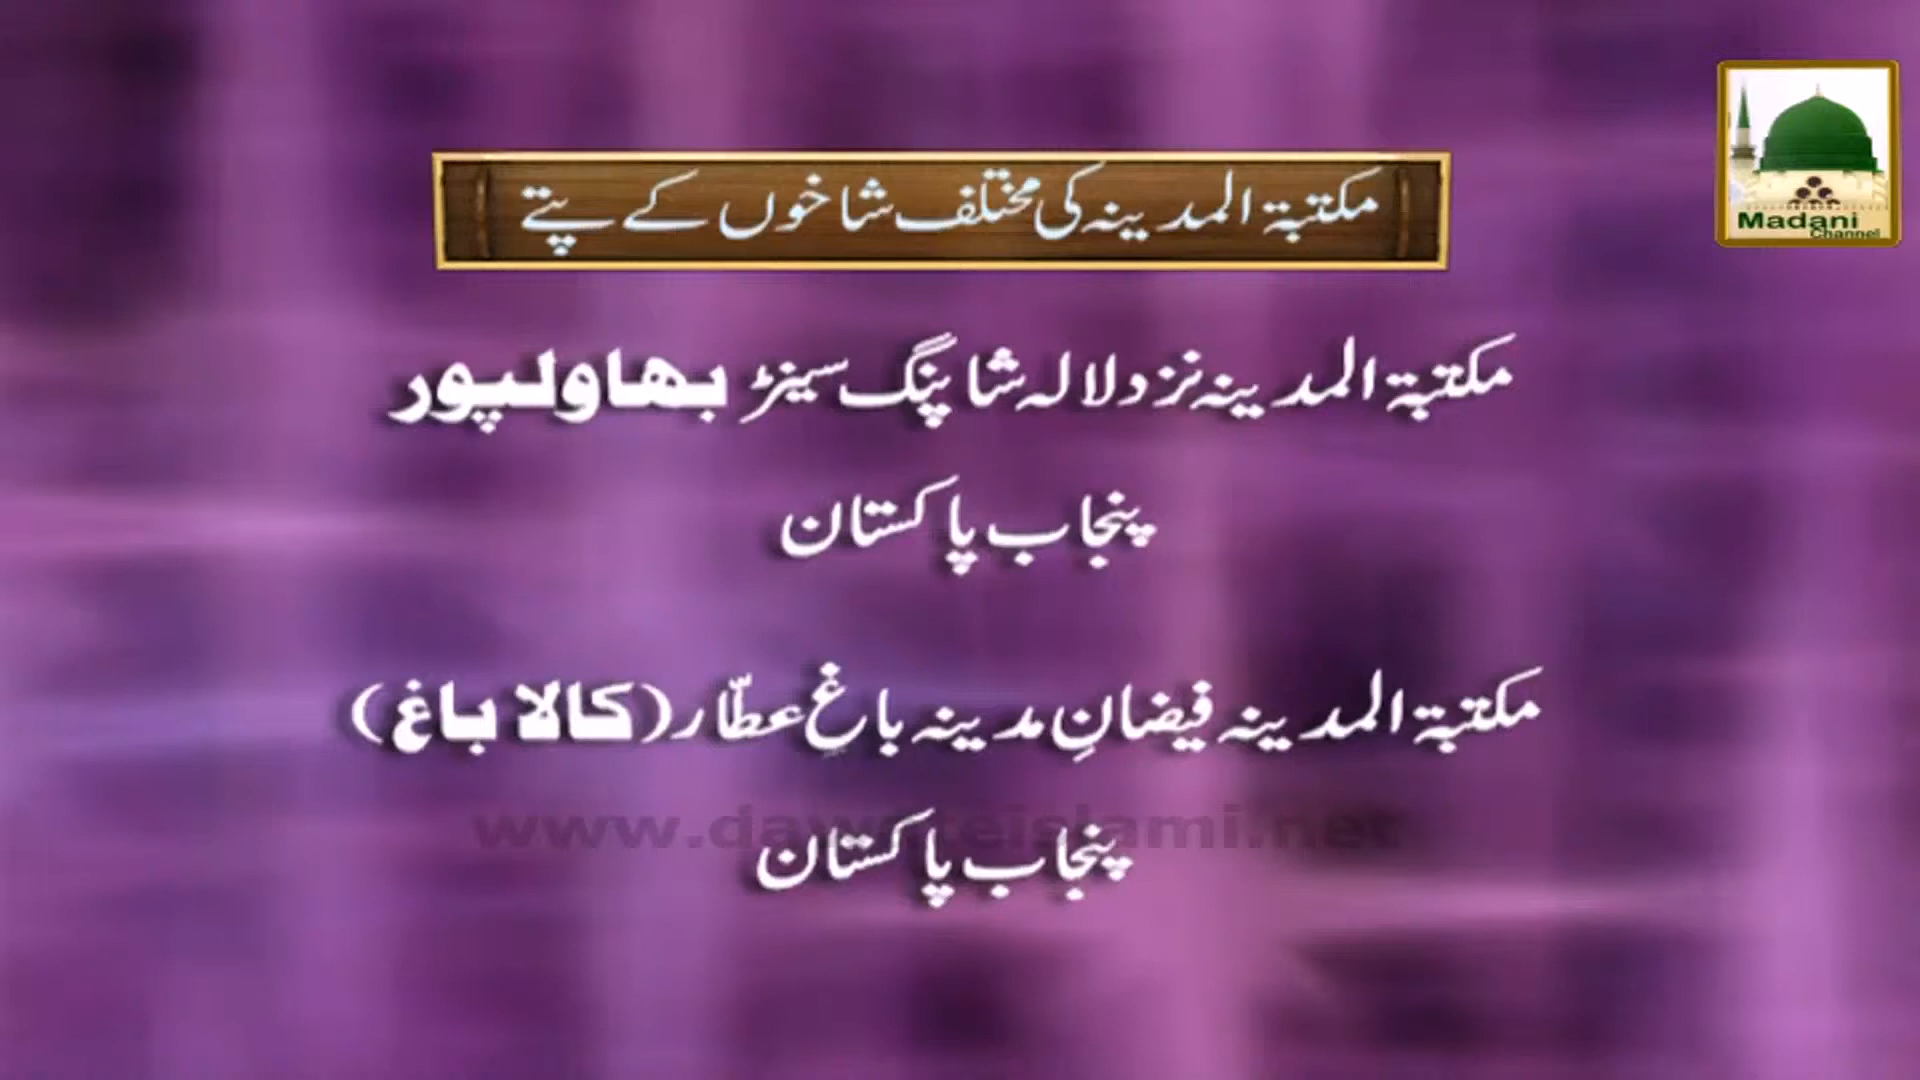 Madani
Channel
مکتبۃ المدینہ کی مختلف شاخوں کے پتے
مکتبۃ المدینہ نزد لالہ شاپنگ سینٹر بھاولپور
پنجاب پاکستان
مکتبۃ المدینہ فیضانِ مدینہ باغِ عطّار (کالا باغ)
www.dawateislami.net
پنجاب پاکستان